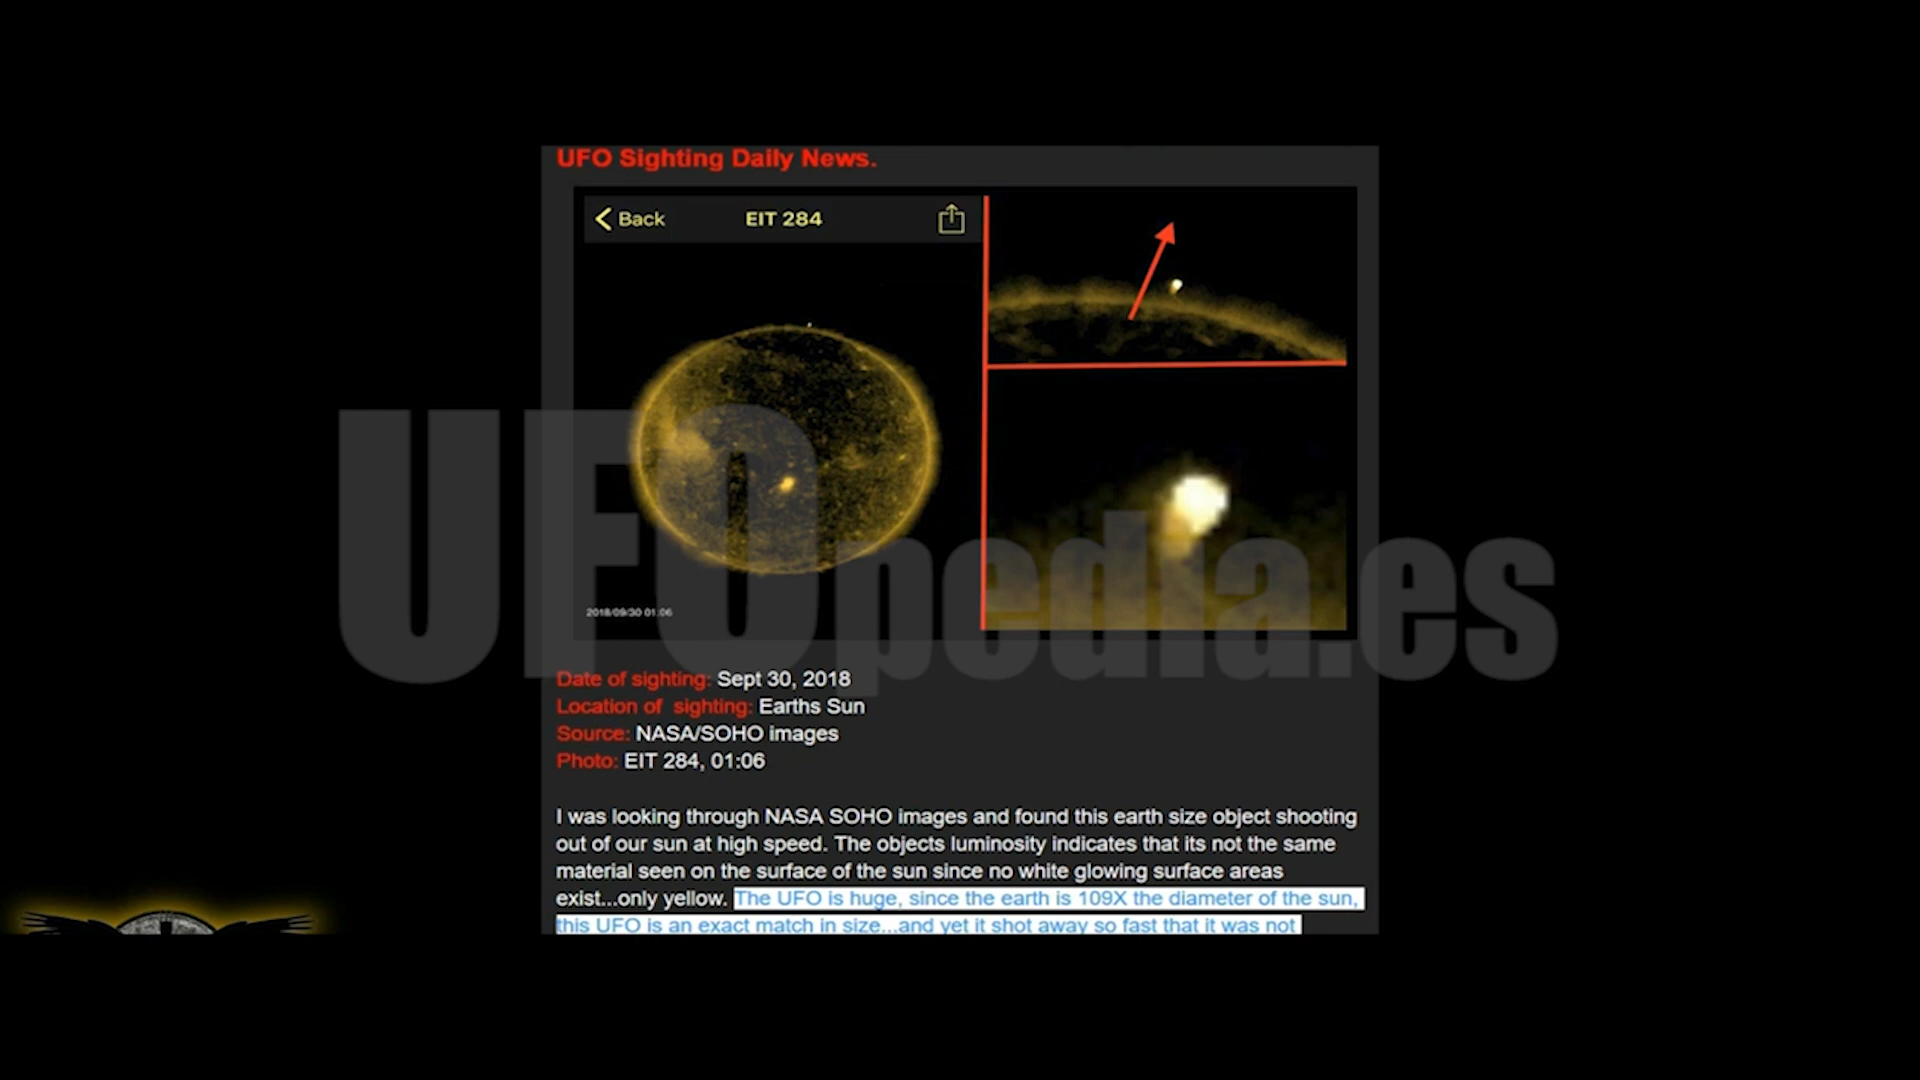 UFO Sighting Daily News.
Back
EIT 284
2018/09/30 01:06
UFOpedia.es
Date of sighting: Sept 30, 2018
Location of sighting: Earths Sun
Source: NASA/SOHO images
Photo: EIT 284, 01:06
I was looking through NASA SOHO images and found this earth size object shooting
out of our sun at high speed. The objects luminosity indicates that its not the same
material seen on the surface of the sun since no white glowing surface areas
exist...only yellow. The UFO is huge, since the earth is 109X the diameter of the sun,
this UFO is an exact match in size...and yet it shot away so fast that it was not